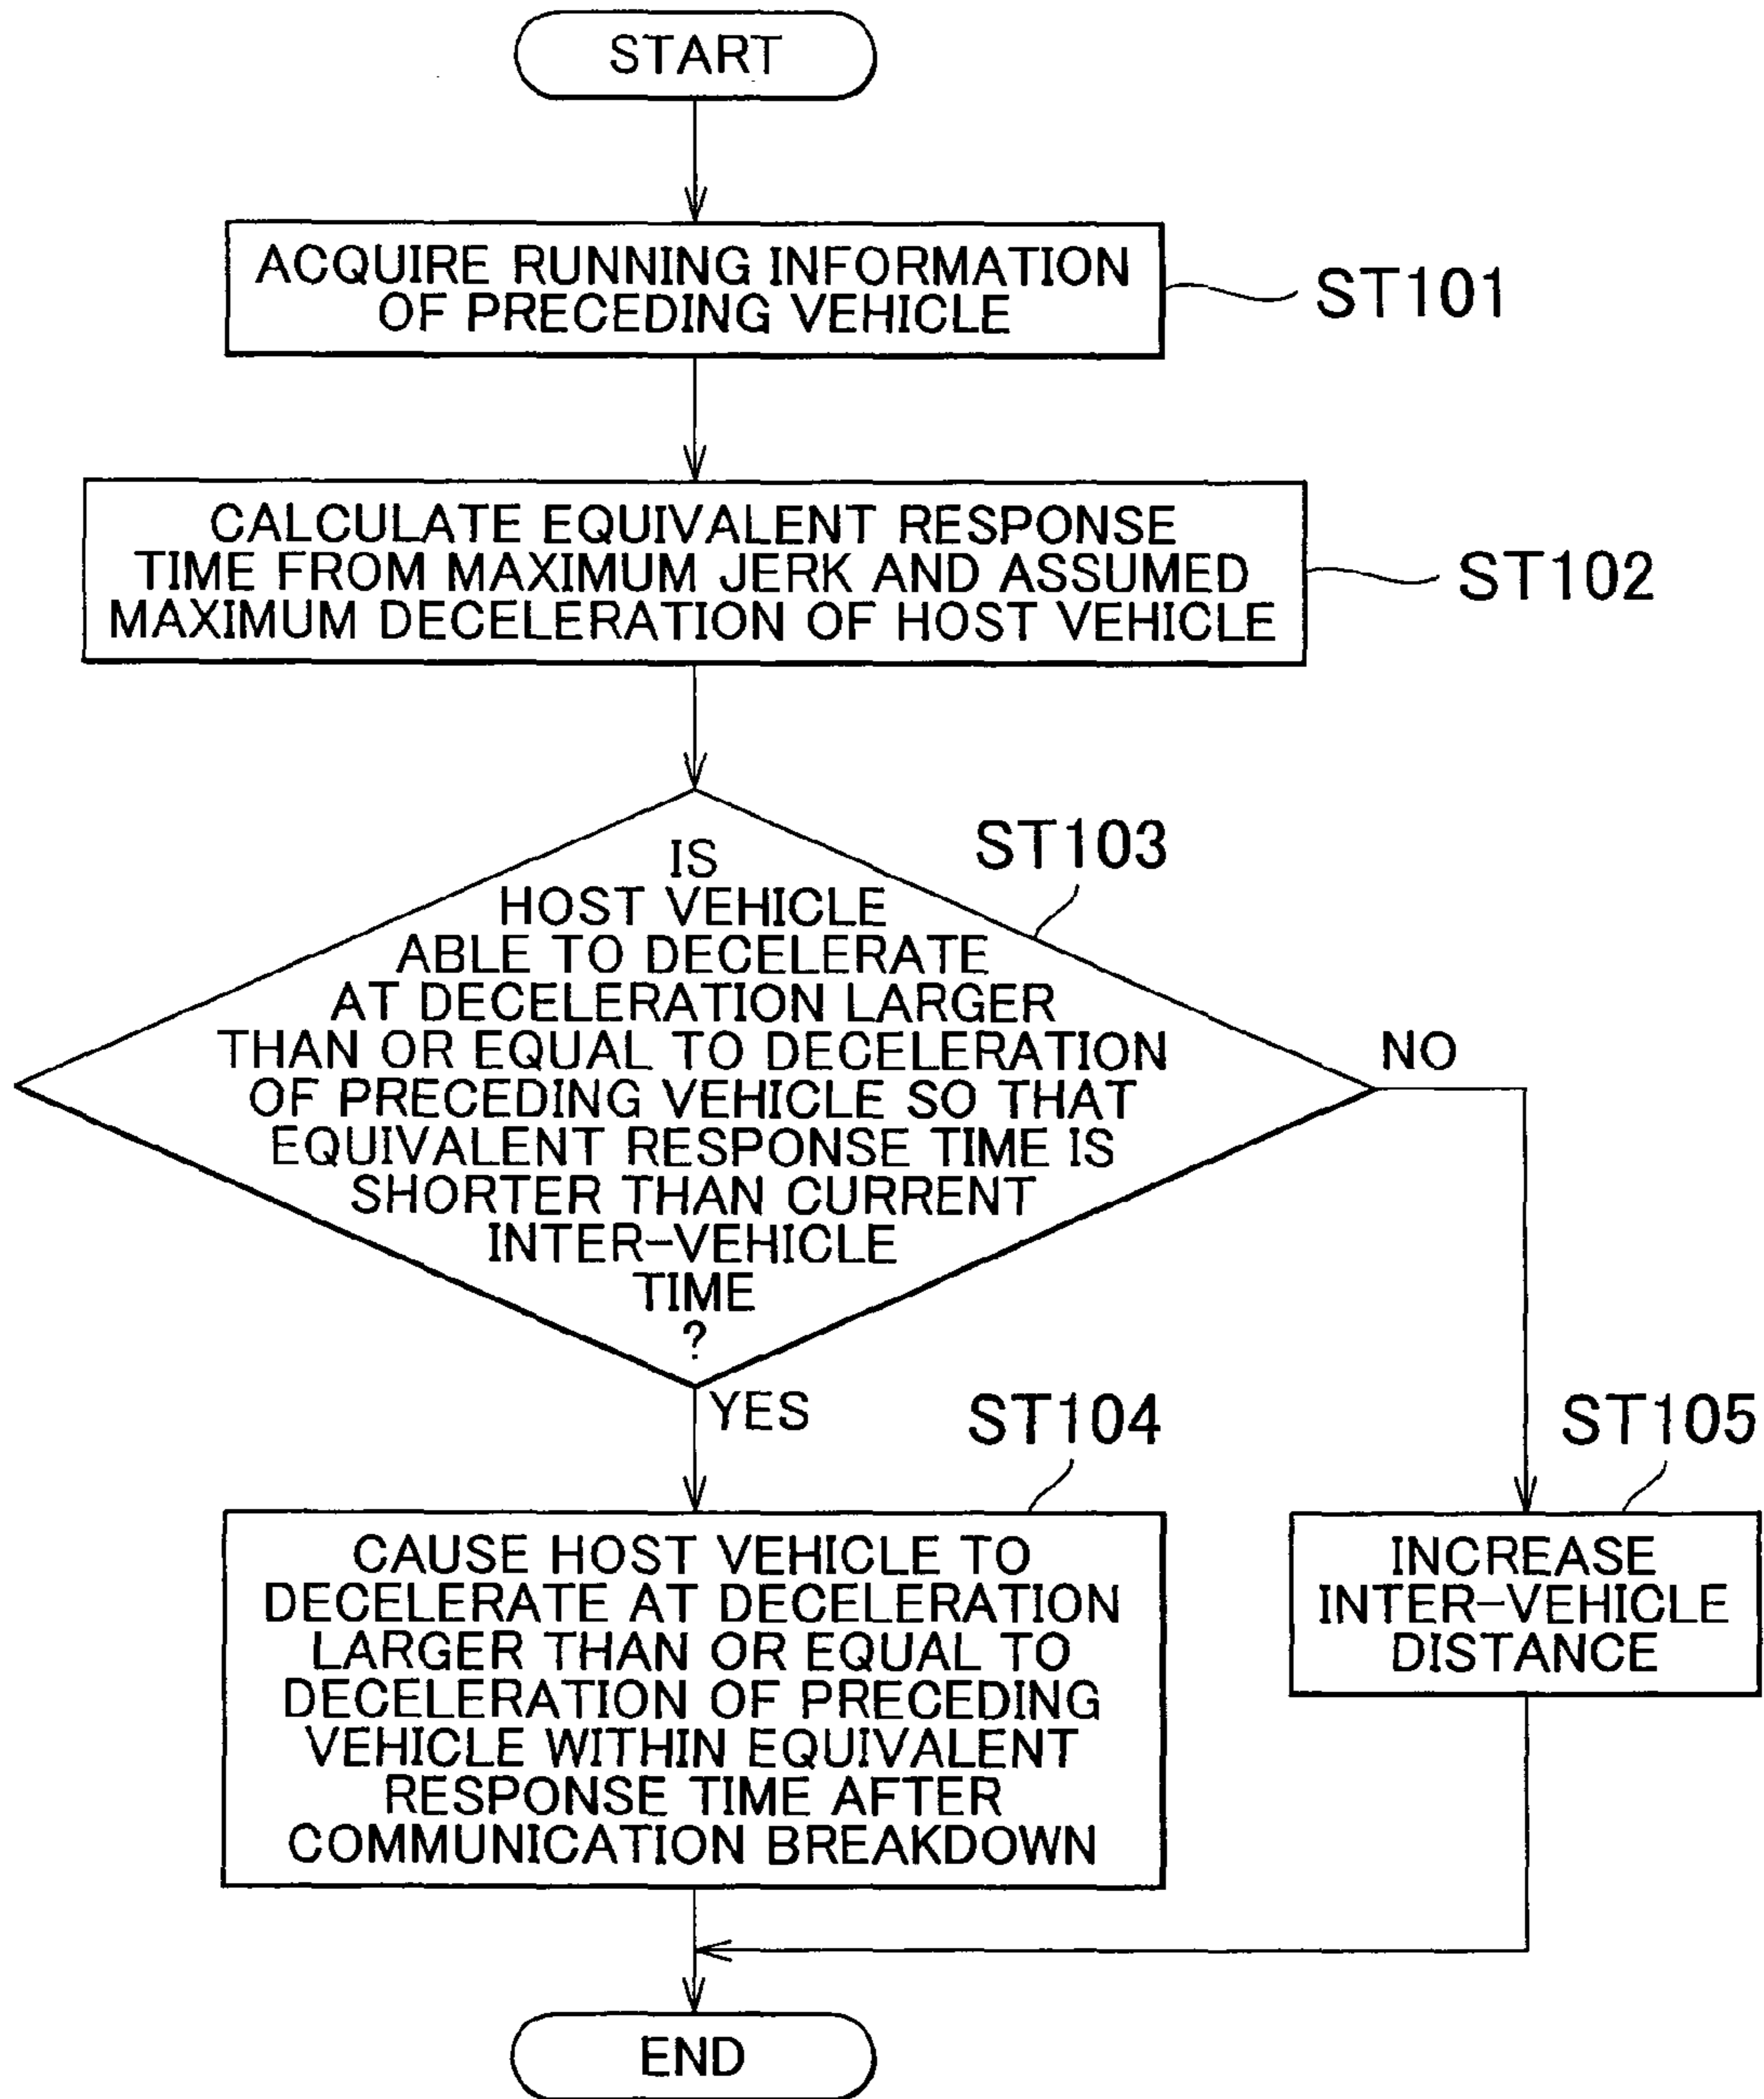 START
ACQUIRE RUNNING INFORMATION
OF PRECEDING VEHICLE
ST101
CALCULATE EQUIVALENT RESPONSE
TIME FROM MAXIMUM JERK AND ASSUMED
MAXIMUM DECELERATION OF HOST VEHICLE
ST102
ST103
IS
HOST VEHICLE
ABLE TO DECELERATE
AT DECELERATION LARGER
THAN OR EQUAL TO DECELERATION
OF PRECEDING VEHICLE SO THAT
EQUIVALENT RESPONSE TIME IS
SHORTER THAN CURRENT
INTER-VEHICLE
TIME
?
NO
YES
ST104
CAUSE HOST VEHICLE TO
DECELERATE AT DECELERATION
LARGER THAN OR EQUAL TO
DECELERATION OF PRECEDING
VEHICLE WITHIN EQUIVALENT
RESPONSE TIME AFTER
COMMUNICATION BREAKDOWN
ST105
INCREASE
INTER-VEHICLE
DISTANCE
END